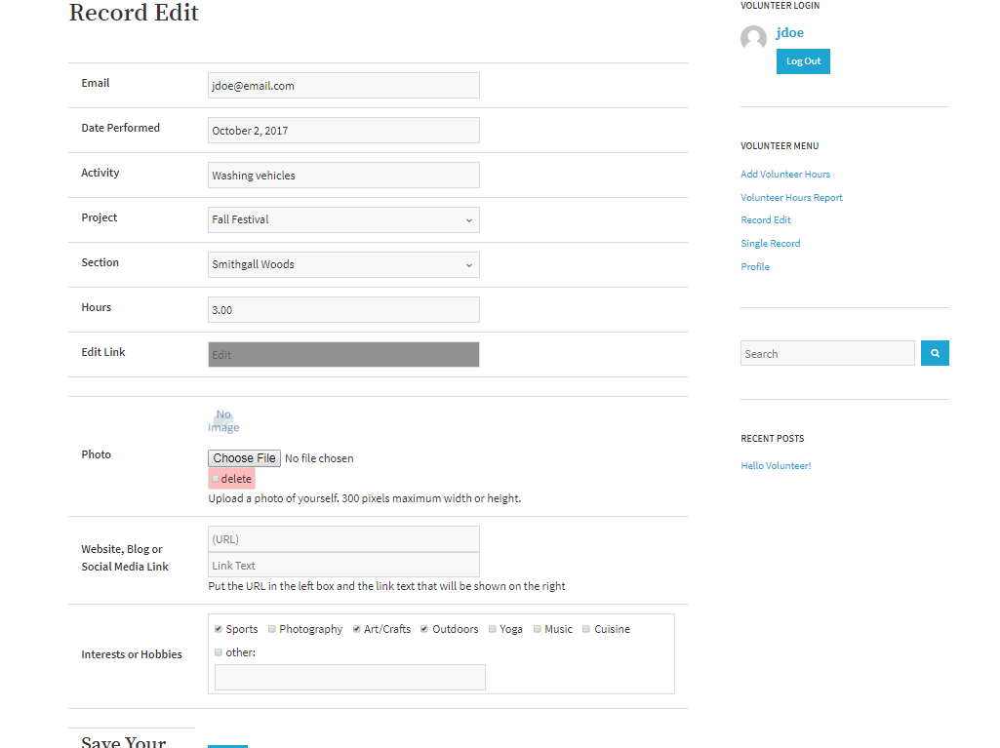 Record Edit
Email
jdoe@email.com
Date Performed
October 2, 2017
Activity
Washing vehicles
Project
Fall Festival
Section
Smithgall Woods
Hours
3.00
Edit Link
Edit
No
Image
Photo
Choose File No file chosen
delete
Upload a photo of yourself. 300 pixels maximum width or height.
Website, Blog or
Social Media Link
(URL)
Link Text
Put the URL in the left box and the link text that will be shown on the right
Interests or Hobbies
Sports Photography Art/Crafts Outdoors Yoga Music Cuisine
other:
Save Your
VOLUNTEER LOGIN
jdoe
Log Out
VOLUNTEER MENU
Add Volunteer Hours
Volunteer Hours Report
Record Edit
Single Record
Profile
Search
RECENT POSTS
Hello Volunteer!